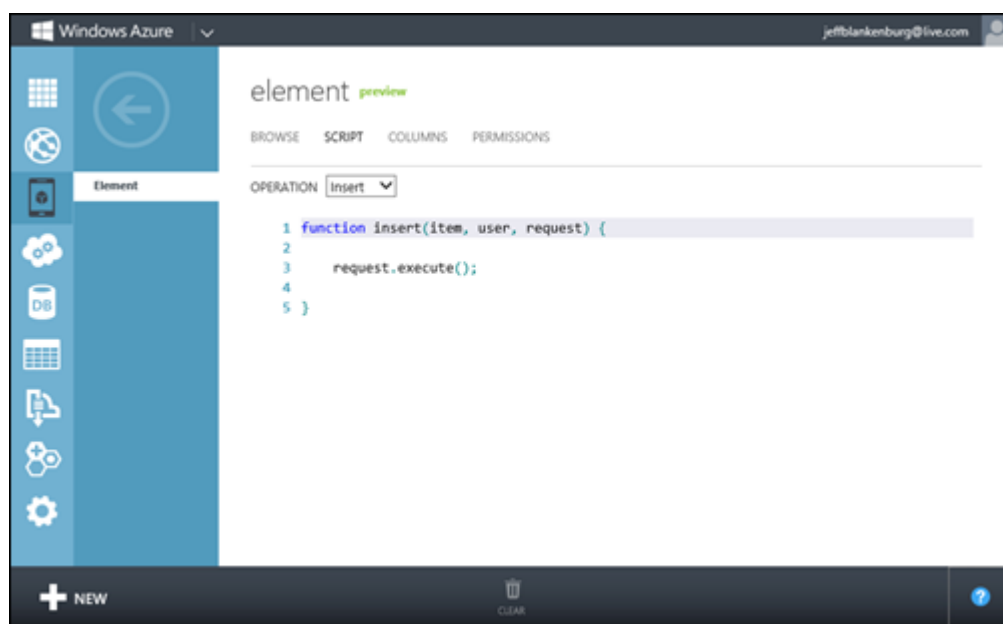 Windows Azure
jeffblankenburg@live.com
element preview
BROWSE SCRIPT COLUMNS PERMISSIONS
Element
OPERATION Insert
1 function insert(item, user, request) {
2
3 request.execute();
4
5 }
DB
NEW
CLEAR
?